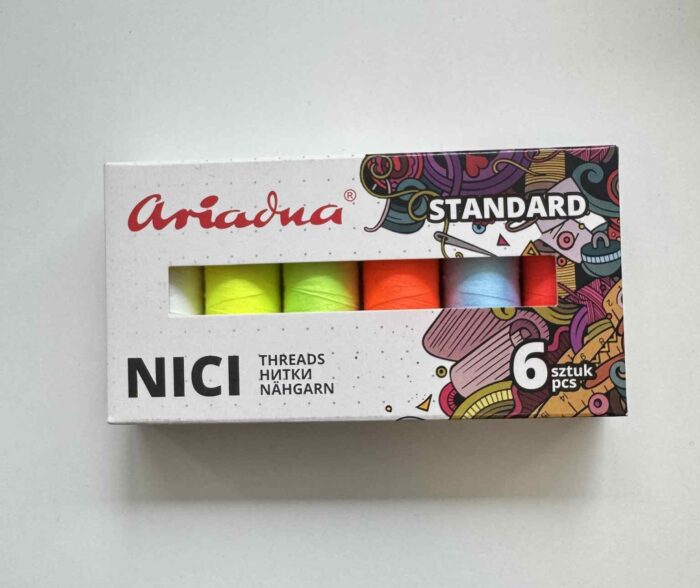 Ariadna®
STANDARD
NICI
THREADS
НИТКИ
NÄHGARN
6 sztuk
pcs